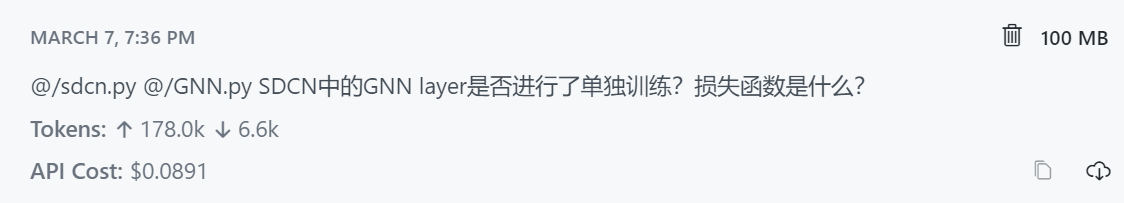 MARCH 7, 7:36 PM 100 MB
@/sdcn.py @/GNN.py SDCN中的GNN layer是否进行了单独训练？损失函数是什么？
Tokens: ↑ 178.0k ↓ 6.6k
API Cost: $0.0891